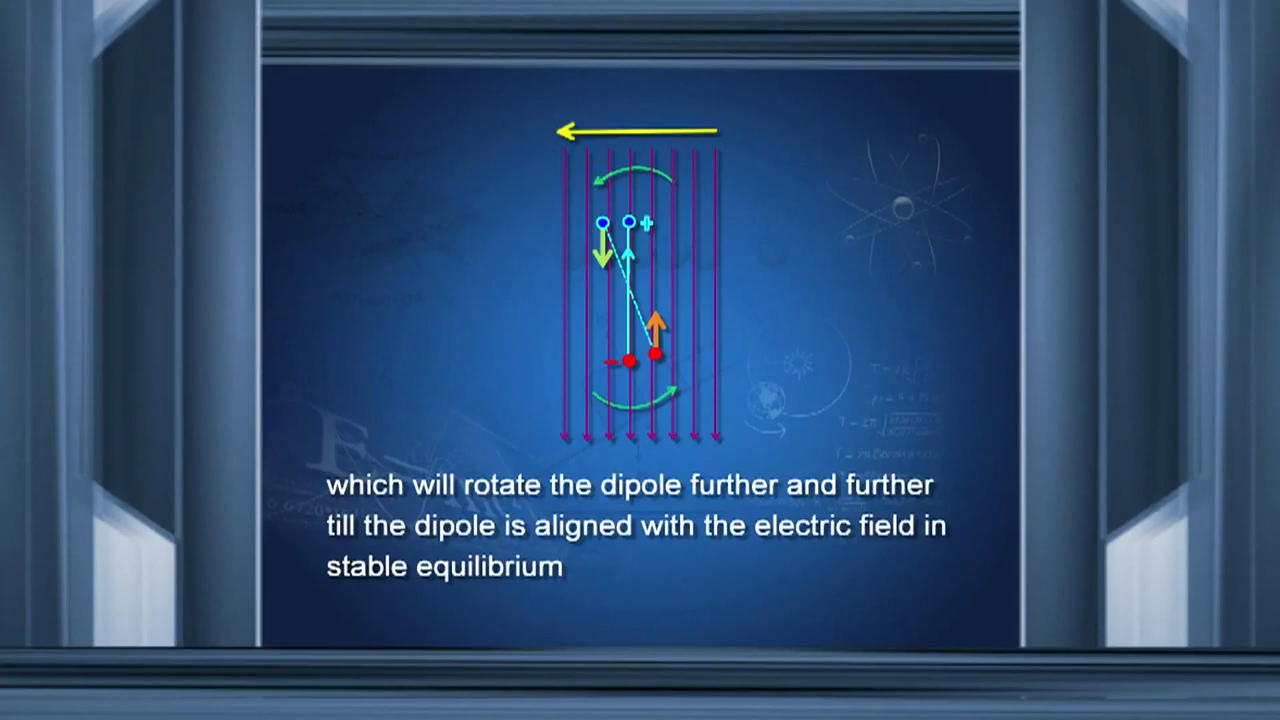 +
-
which will rotate the dipole further and further
till the dipole is aligned with the electric field in
stable equilibrium